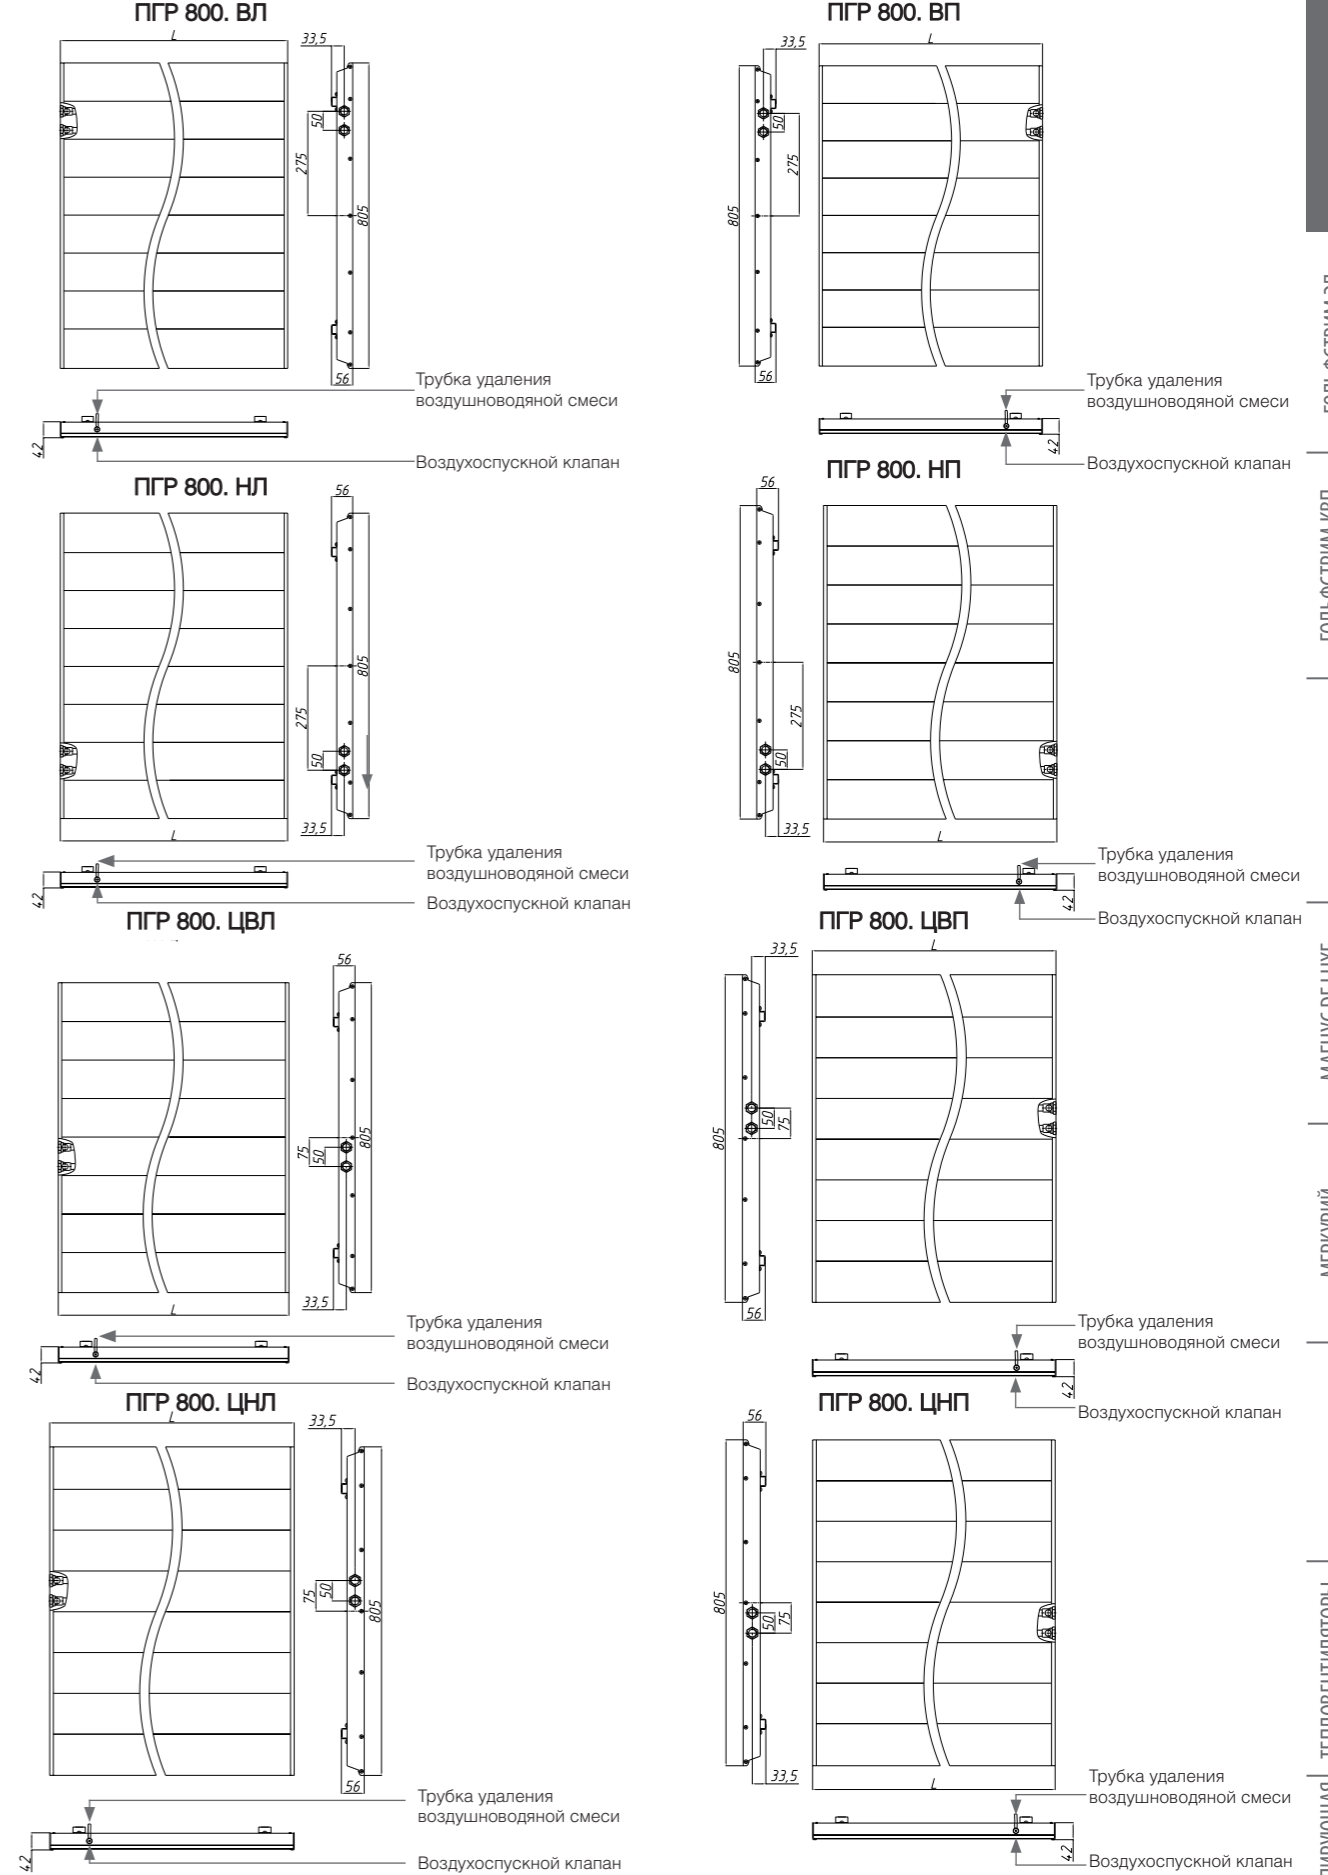 ПГР 800. ВЛ
L
33,5
50
275
805
56
Трубка удаления
воздушноводяной смеси
42
Воздухоспускной клапан
ПГР 800. ВП
33,5
L
50
275
805
56
Трубка удаления
воздушноводяной смеси
42
Воздухоспускной клапан
ПГР 800. НЛ
56
805
275
50
33,5
L
Трубка удаления
воздушноводяной смеси
42
Воздухоспускной клапан
ПГР 800. НП
56
805
275
50
33,5
L
Трубка удаления
воздушноводяной смеси
42
Воздухоспускной клапан
ПГР 800. ЦВЛ
56
805
75
50
33,5
L
Трубка удаления
воздушноводяной смеси
42
Воздухоспускной клапан
ПГР 800. ЦВП
33,5
L
50
75
805
56
Трубка удаления
воздушноводяной смеси
42
Воздухоспускной клапан
ПГР 800. ЦНЛ
L
33,5
75
50
805
56
Трубка удаления
воздушноводяной смеси
42
Воздухоспускной клапан
ПГР 800. ЦНП
56
805
50
75
33,5
L
Трубка удаления
воздушноводяной смеси
42
Воздухоспускной клапан
МЕРКУРИЙ
ТЕПЛОВЕНТИЛЯТОРЫ